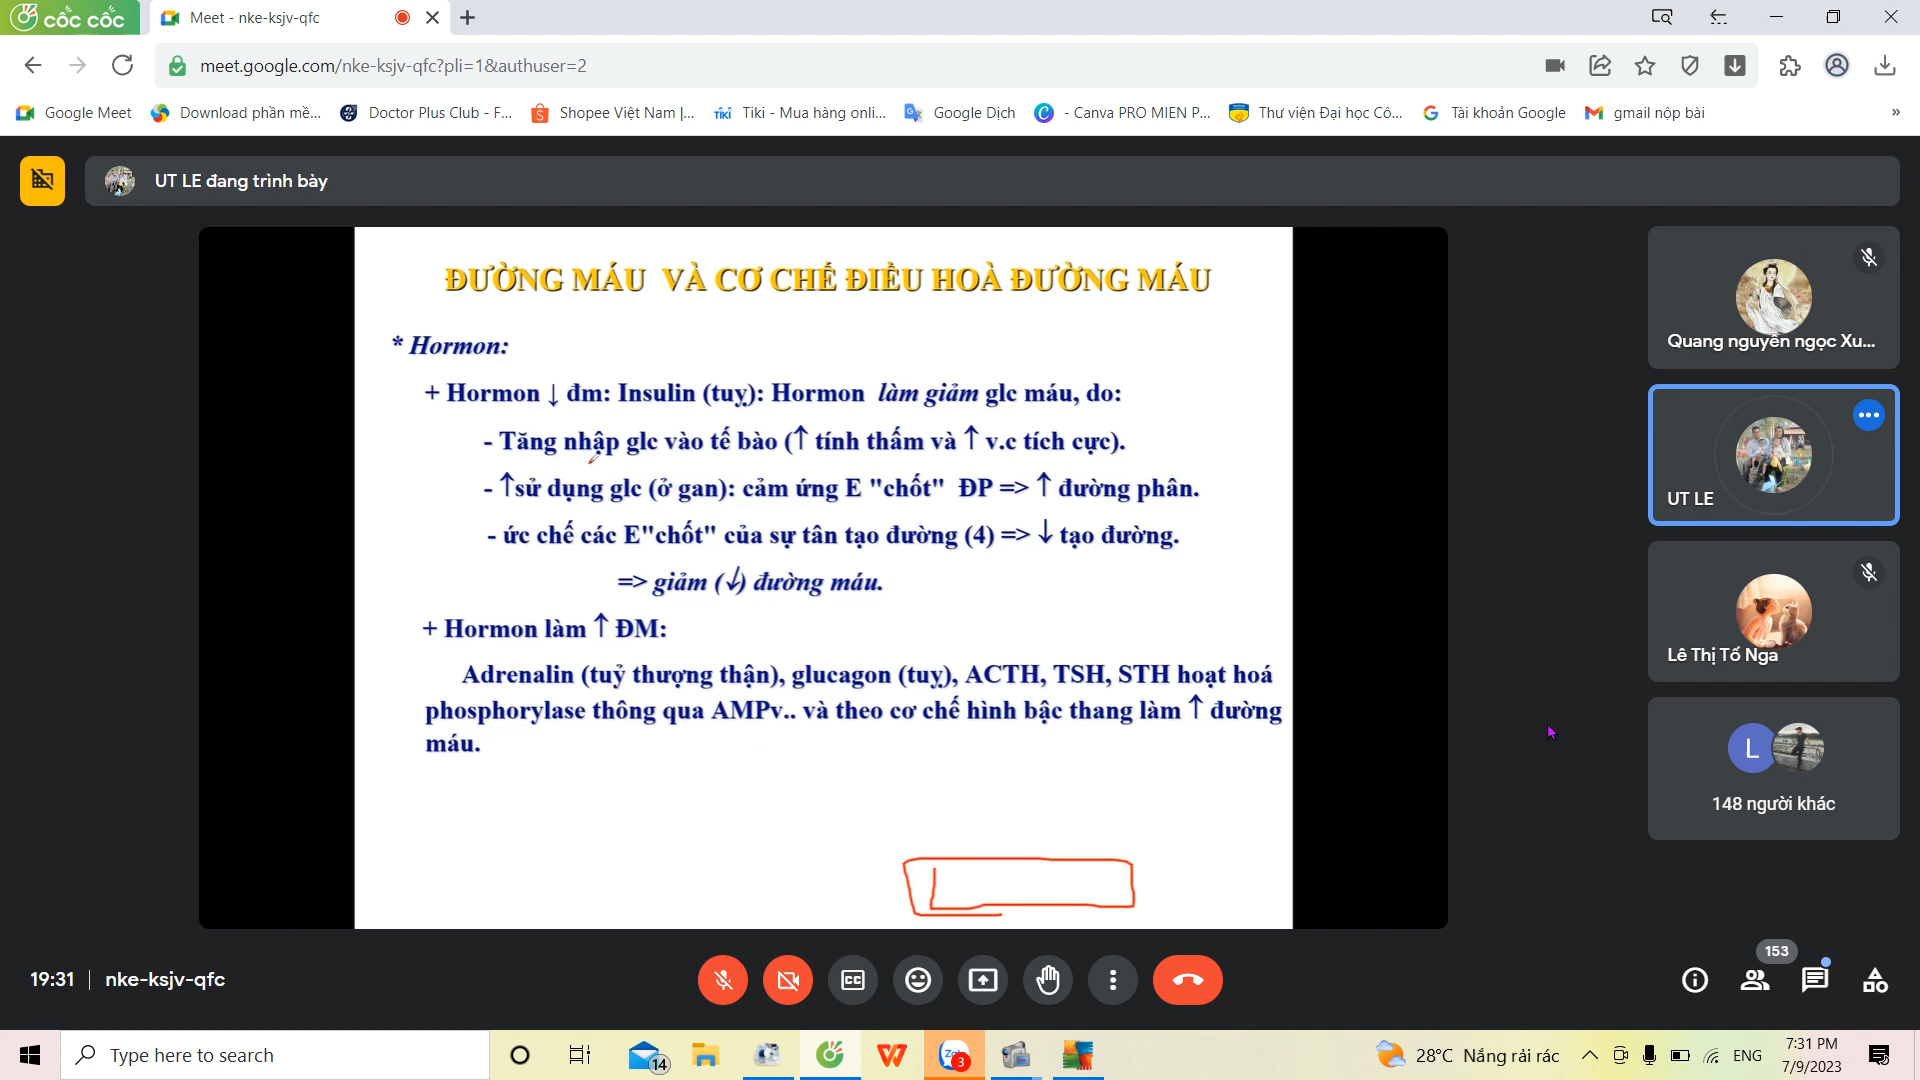 cốc cốc
Meet - nke-ksjv-qfc
meet.google.com/nke-ksjv-qfc?pli=1&authuser=2
Google Meet
Download phần mề...
Doctor Plus Club - F...
Shopee Việt Nam |...
TIKI
Tiki - Mua hàng onli...
Google Dịch
- Canva PRO MIEN P...
Thư viện Đại học Cô...
Tài khoản Google
gmail nộp bài
»
UT LE đang trình bày
ĐƯỜNG MÁU VÀ CƠ CHẾ ĐIỀU HOÀ ĐƯỜNG MÁU
* Hormon:
+ Hormon ↓ đm: Insulin (tuỵ): Hormon làm giảm glc máu, do:
- Tăng nhập glc vào tế bào (↑ tính thấm và ↑ v.c tích cực).
- ↑sử dụng glc (ở gan): cảm ứng E "chốt" ĐP => ↑ đường phân.
- ức chế các E"chốt" của sự tân tạo đường (4) => ↓ tạo đường.
=> giảm (↓) đường máu.
+ Hormon làm ↑ ĐM:
Adrenalin (tuỷ thượng thận), glucagon (tuỵ), ACTH, TSH, STH hoạt hoá
phosphorylase thông qua AMPv.. và theo cơ chế hình bậc thang làm ↑ đường
máu.
Quang nguyễn ngọc Xu...
UT LE
Lê Thị Tố Nga
L
148 người khác
19:31 | nke-ksjv-qfc
153
Type here to search
14
Zalo
3
28°C Nắng rải rác
ENG
7:31 PM
7/9/2023